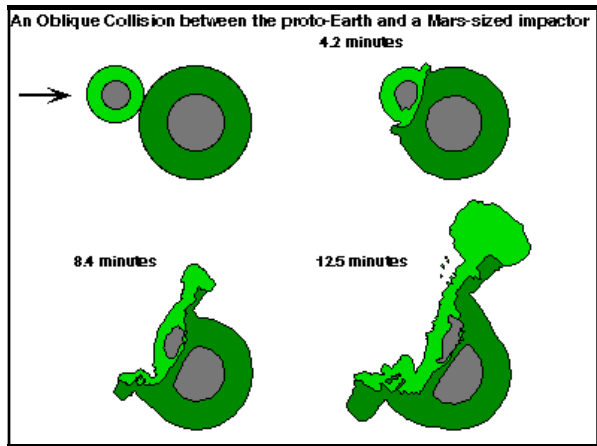 An Oblique Collision between the proto-Earth and a Mars-sized impactor
4.2 minutes
8.4 minutes
12.5 minutes